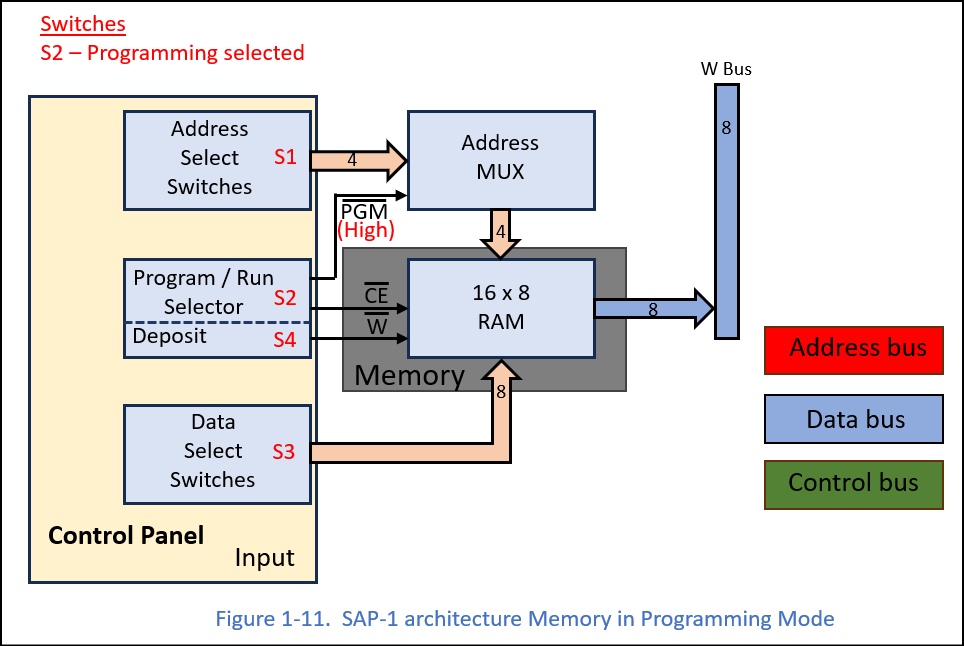 Switches
S2 – Programming selected
W Bus
8
Address
Select
Switches
S1
4
Address
MUX
PGM
(High)
4
Program / Run
Selector
S2
Deposit
S4
CE
W
16 x 8
RAM
8
Memory
8
Data
Select
Switches
S3
Control Panel
Input
Address bus
Data bus
Control bus
Figure 1-11.  SAP-1 architecture Memory in Programming Mode